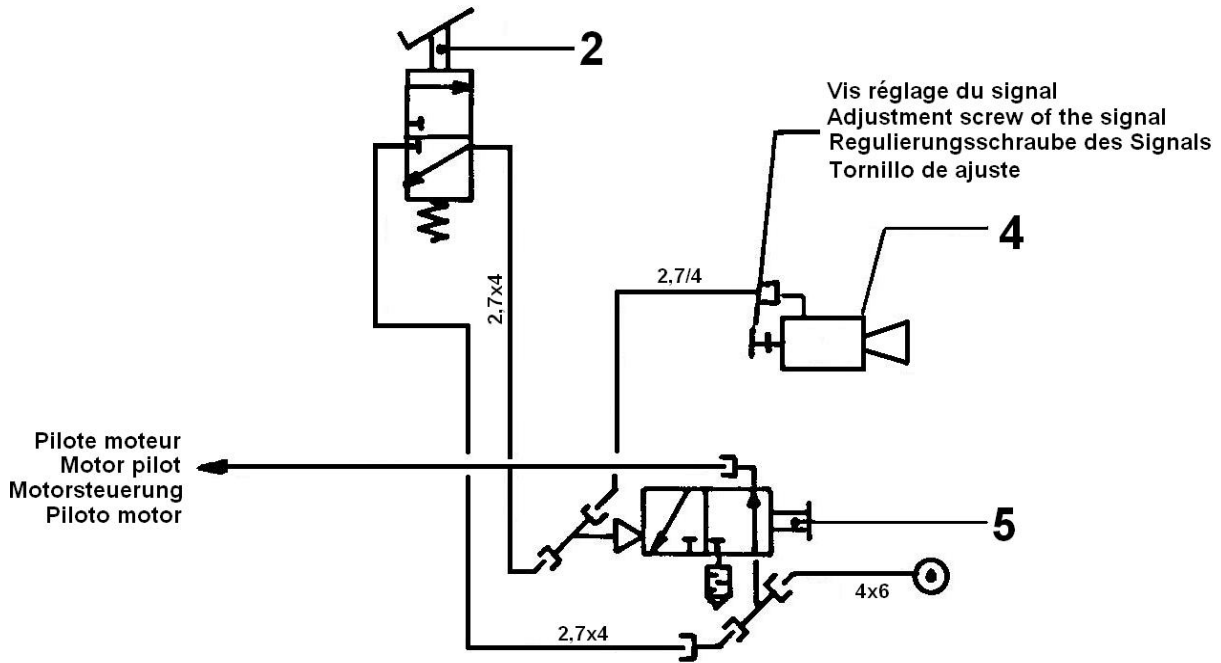 2
Vis réglage du signal
Adjustment screw of the signal
Regulierungsschraube des Signals
Tornillo de ajuste
4
2,7/4
2,7x4
Pilote moteur
Motor pilot
Motorsteuerung
Piloto motor
5
4x6
2,7x4